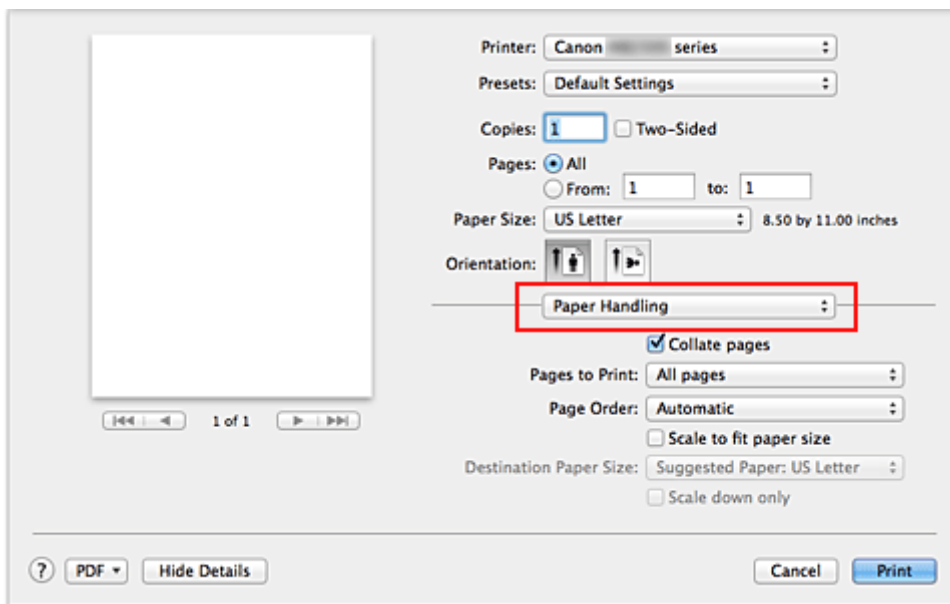 Printer: Canon series
Presets: Default Settings
Copies: 1 Two-Sided
Pages: All
From: 1 to: 1
Paper Size: US Letter 8.50 by 11.00 inches
Orientation:
Paper Handling
Collate pages
Pages to Print: All pages
Page Order: Automatic
Scale to fit paper size
Destination Paper Size: Suggested Paper: US Letter
Scale down only
1 of 1
? PDF Hide Details Cancel Print